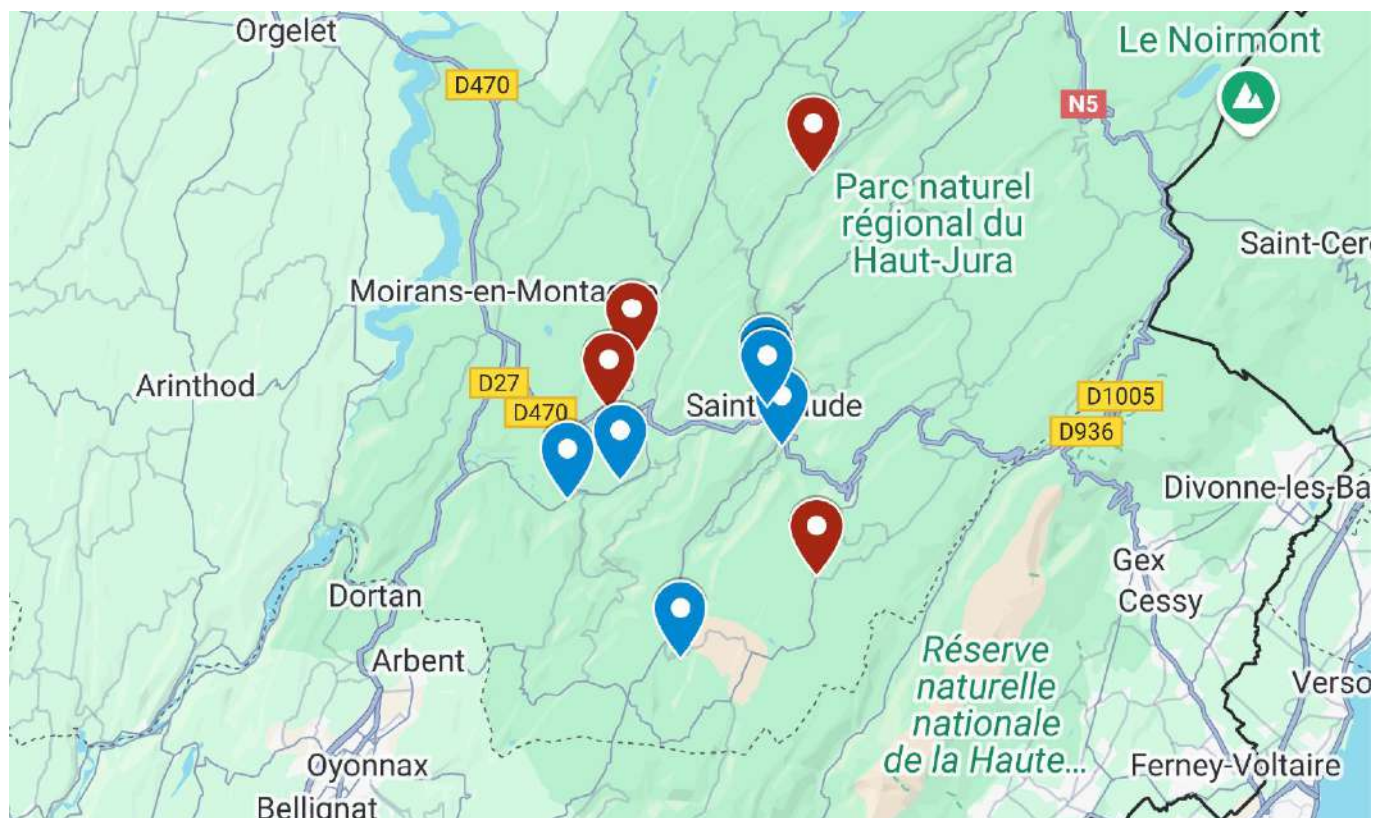 Orgelet
Le Noirmont
D470
N5
Parc naturel
régional du
Haut-Jura
Saint-Cer
Moirans-en-Monta
Arinthod
D27
D470
Saint
ude
D1005
D936
Divonne-les-Ba
Gex
Cessy
Dortan
Arbent
Réserve
naturelle
nationale
de la Haute...
Verso
Oyonnax
Ferney-Voltaire
Bellignat